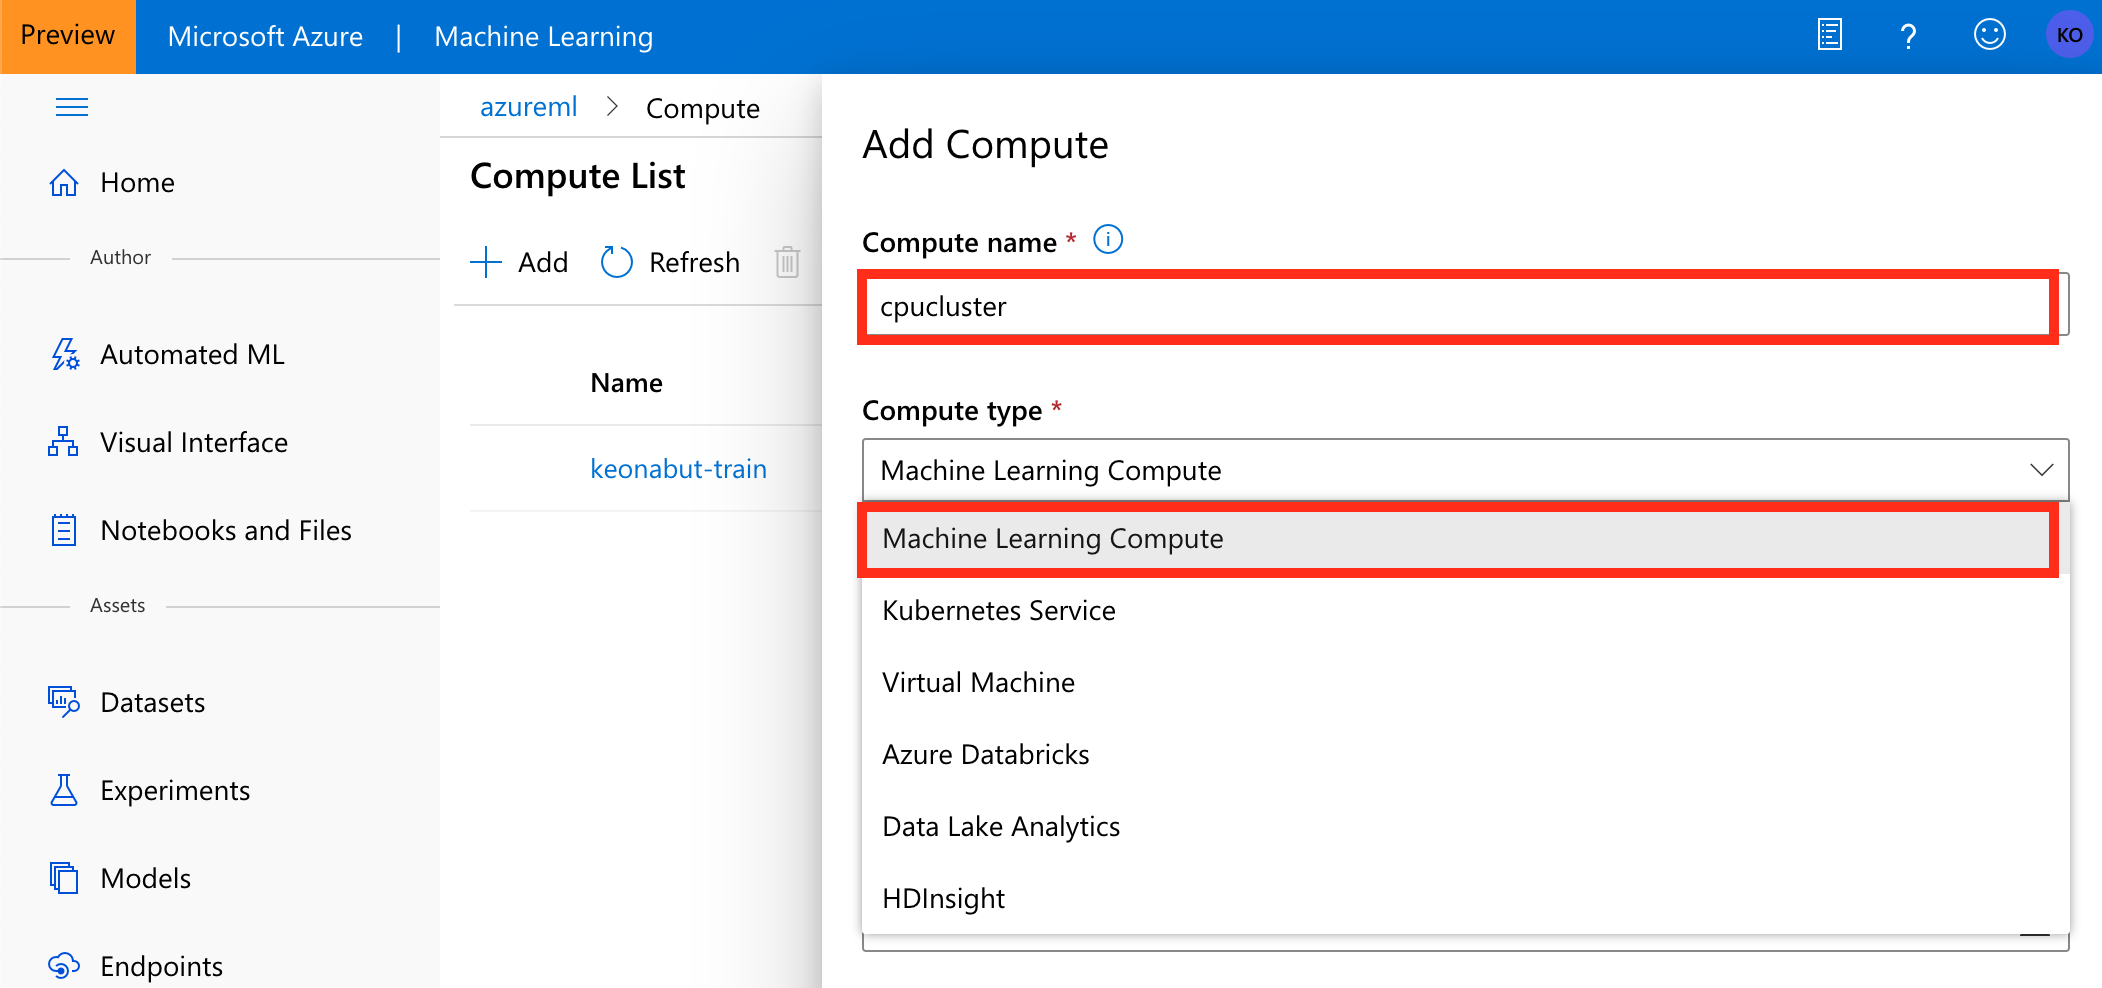 Preview
Microsoft Azure | Machine Learning
?
KO
Home
Author
Automated ML
Visual Interface
Notebooks and Files
Assets
Datasets
Experiments
Models
Endpoints
azureml > Compute
Compute List
Add
Refresh
Name
keonabut-train
Add Compute
Compute name * i
cpucluster
Compute type *
Machine Learning Compute
Machine Learning Compute
Kubernetes Service
Virtual Machine
Azure Databricks
Data Lake Analytics
HDInsight